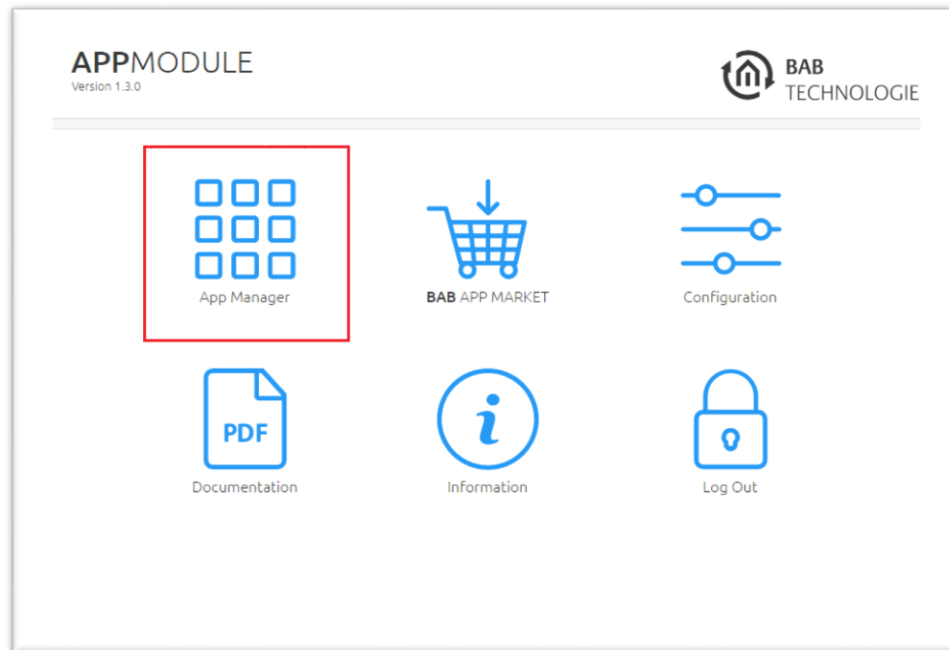 APPMODULE
Version 1.3.0
BAB
TECHNOLOGIE
App Manager
BAB APP MARKET
Configuration
PDF
Documentation
i
Information
Log Out